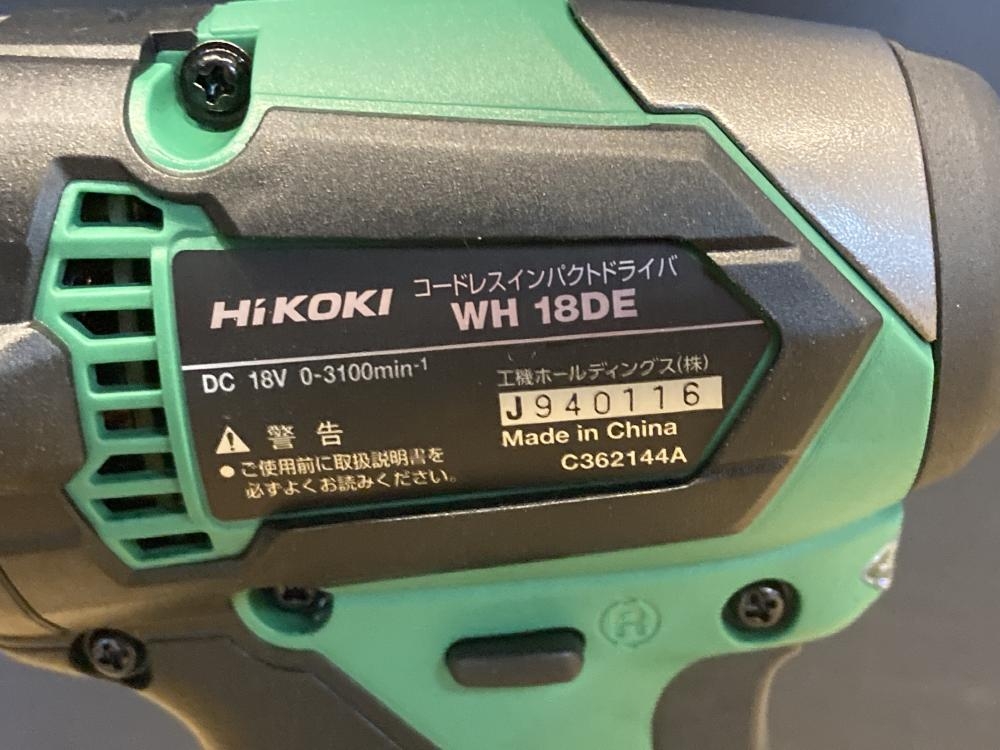 HiKOKI
コードレスインパクトドライバ
WH 18DE
DC 18V 0-3100min-1
工機ホールディングス(株)
J940116
Made in China
C362144A
警告
●ご使用前に取扱説明書を
必ずよくお読みください。
R